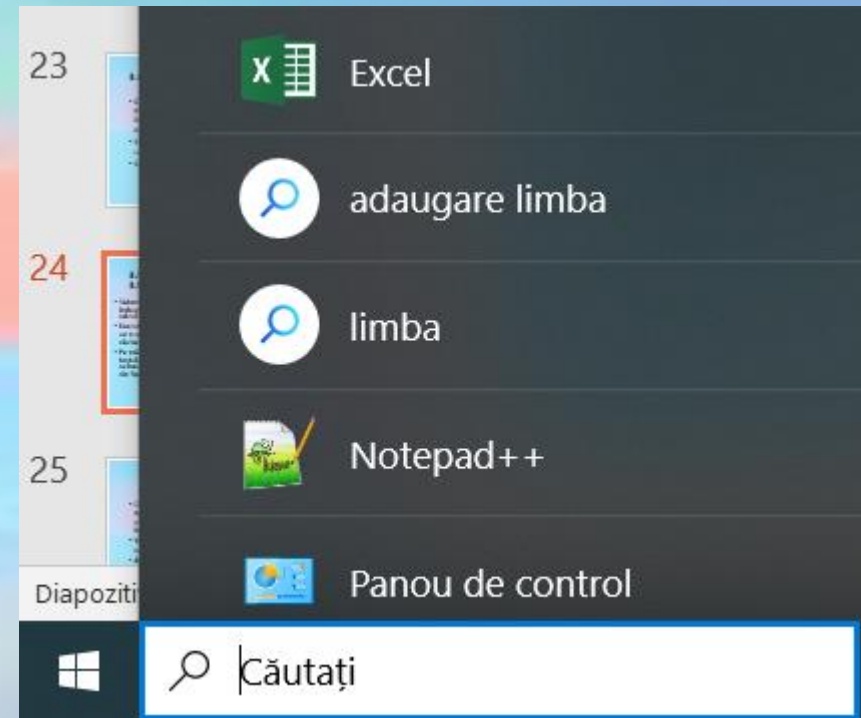 23
24
25
Diapoziti
Excel
adaugare limba
limba
Notepad++
Panou de control
Căutați